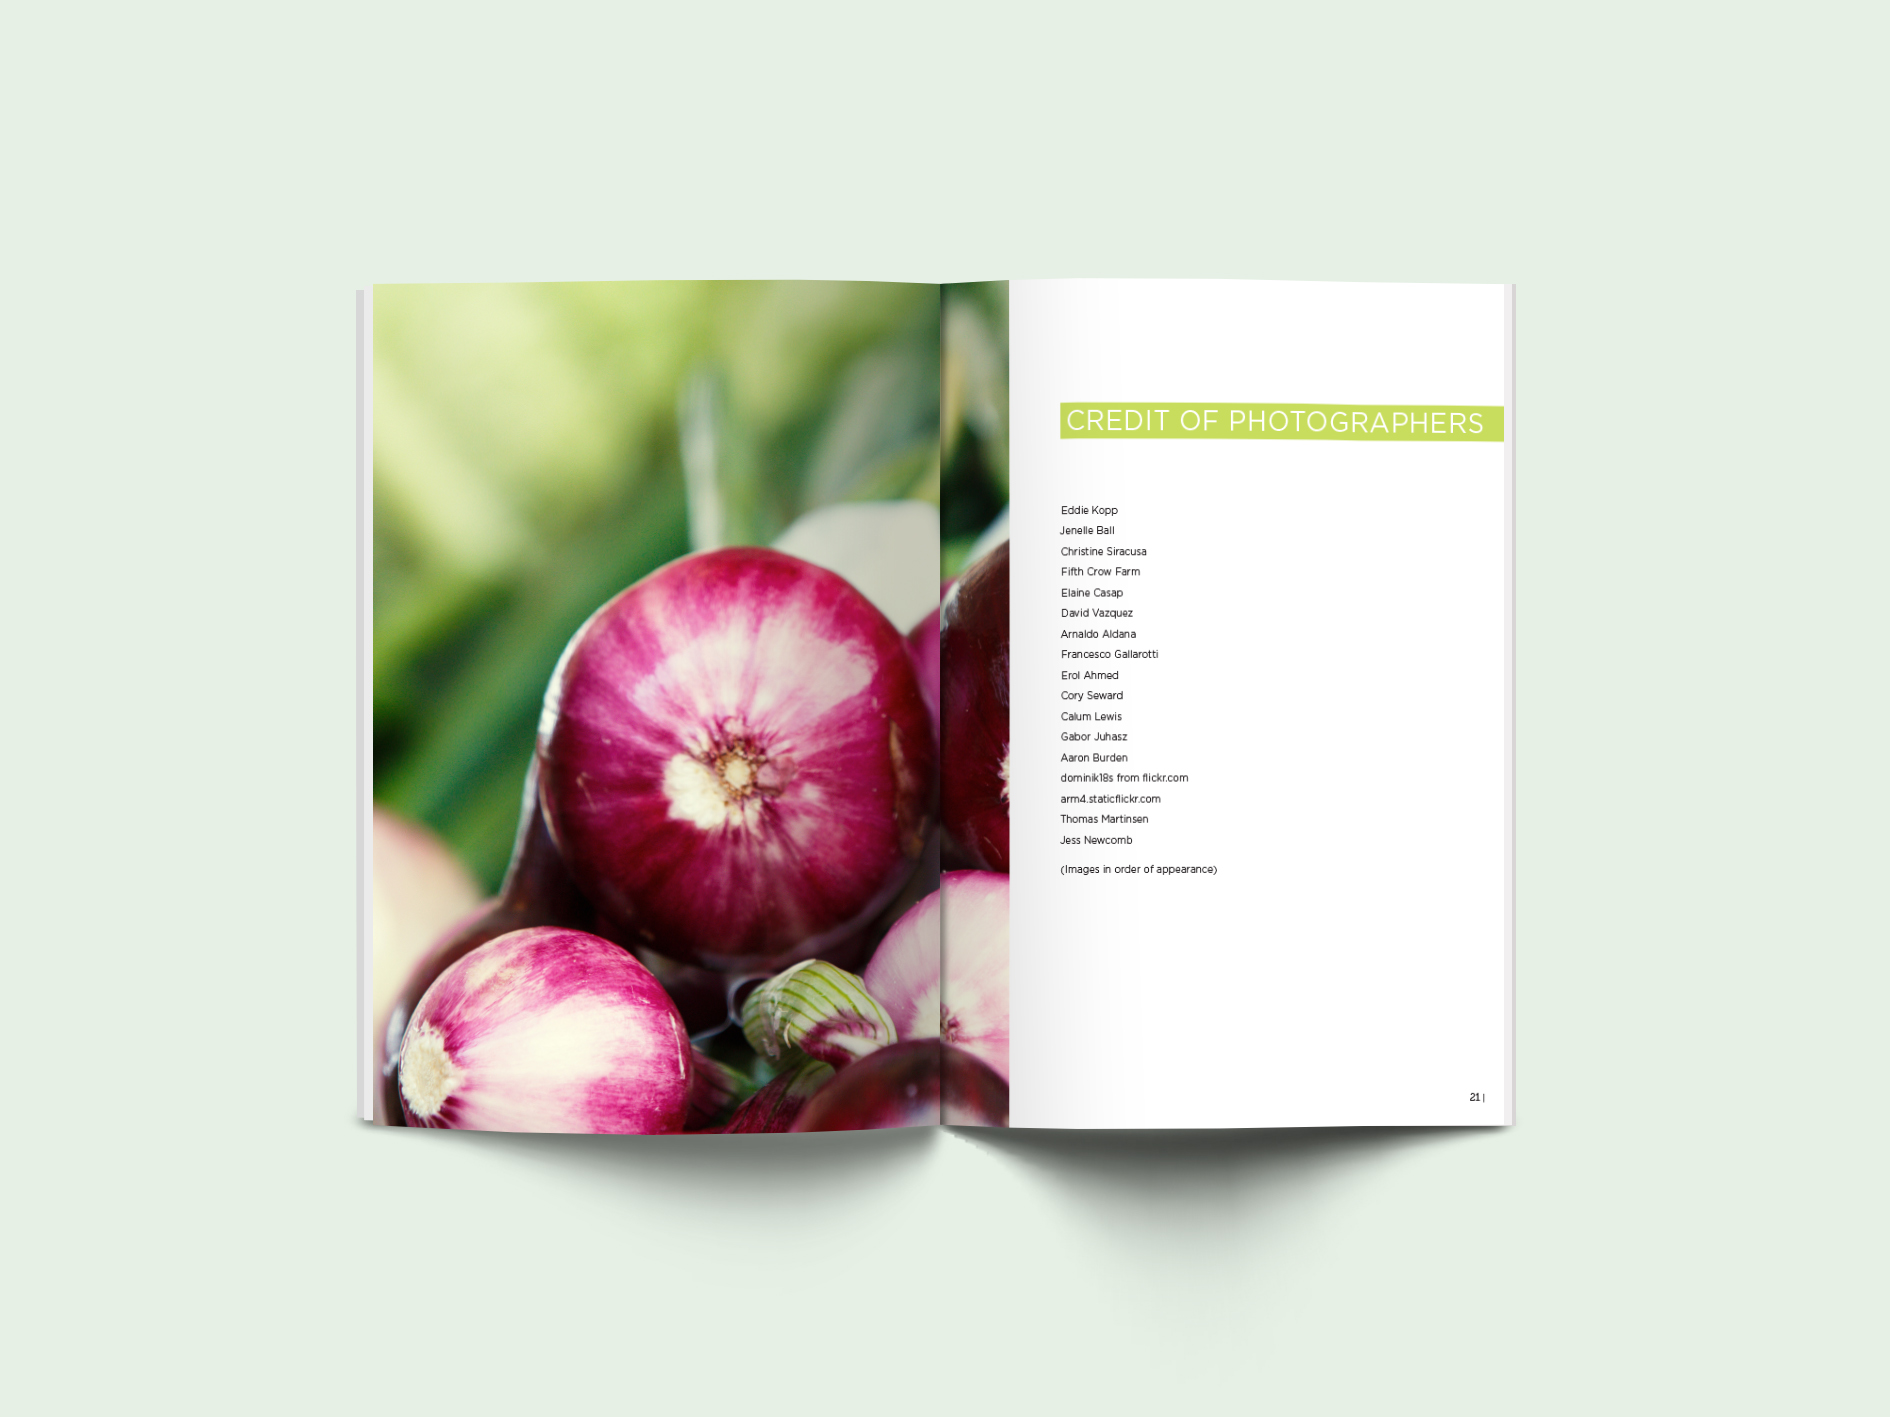 CREDIT OF PHOTOGRAPHERS
Eddie Kopp
Jenelle Ball
Christine Siracusa
Fifth Crow Farm
Elaine Casap
David Vazquez
Arnaldo Aldana
Francesco Gallarotti
Erol Ahmed
Cory Seward
Calum Lewis
Gabor Juhasz
Aaron Burden
dominik18s from flickr.com
arm4.staticflickr.com
Thomas Martinsen
Jess Newcomb
(Images in order of appearance)
21 |